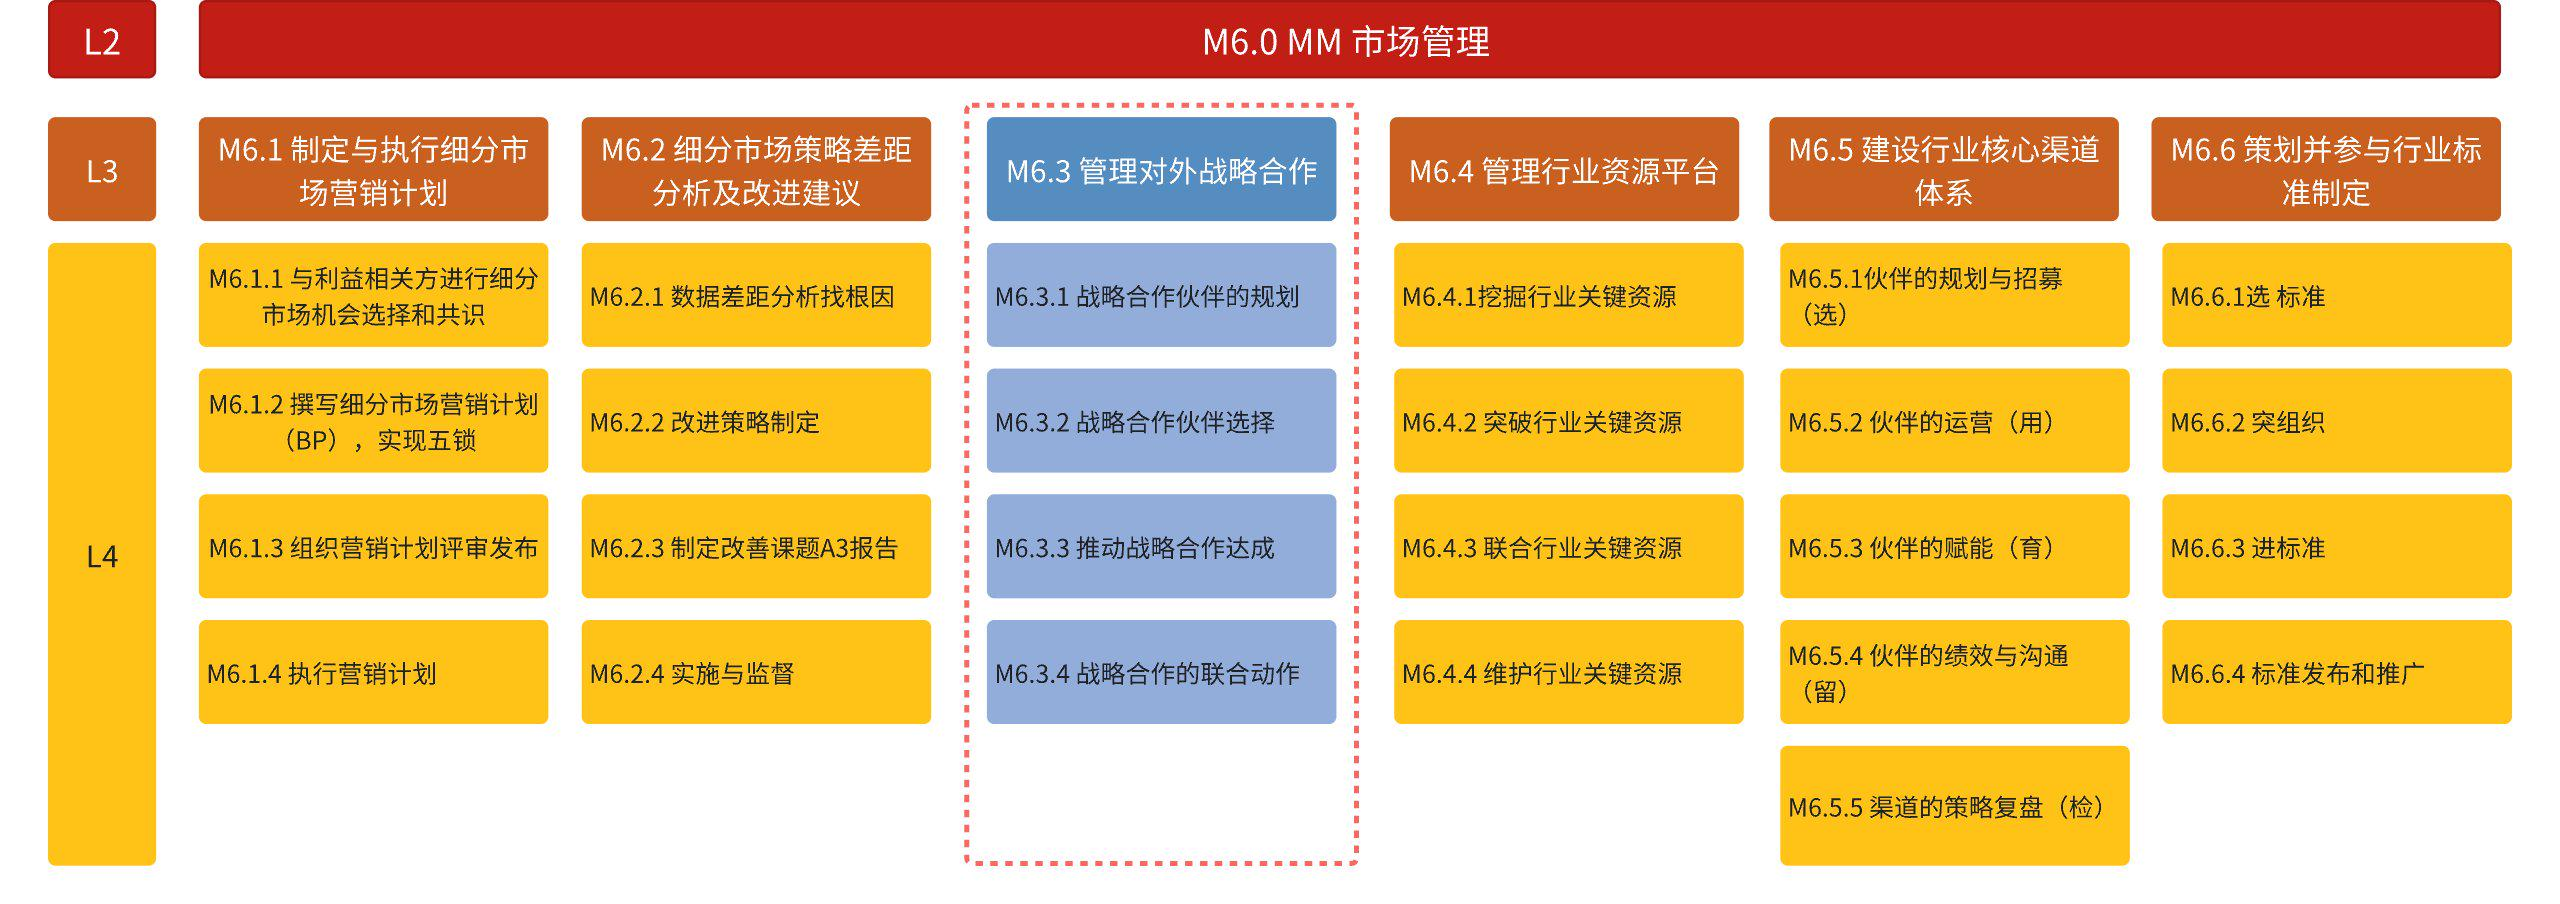 L2
M6.0 MM 市场管理
L3
M6.1 制定与执行细分市
场营销计划
M6.2 细分市场策略差距
分析及改进建议
M6.3 管理对外战略合作
M6.4 管理行业资源平台
M6.5 建设行业核心渠道
体系
M6.6 策划并参与行业标
准制定
L4
M6.1.1 与利益相关方进行细分
市场机会选择和共识
M6.2.1 数据差距分析找根因
M6.3.1 战略合作伙伴的规划
M6.4.1挖掘行业关键资源
M6.5.1伙伴的规划与招募
（选）
M6.6.1选 标准
M6.1.2 撰写细分市场营销计划
（BP），实现五锁
M6.2.2 改进策略制定
M6.3.2 战略合作伙伴选择
M6.4.2 突破行业关键资源
M6.5.2 伙伴的运营（用）
M6.6.2 突组织
M6.1.3 组织营销计划评审发布
M6.2.3 制定改善课题A3报告
M6.3.3 推动战略合作达成
M6.4.3 联合行业关键资源
M6.5.3 伙伴的赋能（育）
M6.6.3 进标准
M6.1.4 执行营销计划
M6.2.4 实施与监督
M6.3.4 战略合作的联合动作
M6.4.4 维护行业关键资源
M6.5.4 伙伴的绩效与沟通
（留）
M6.6.4 标准发布和推广
M6.5.5 渠道的策略复盘（检）